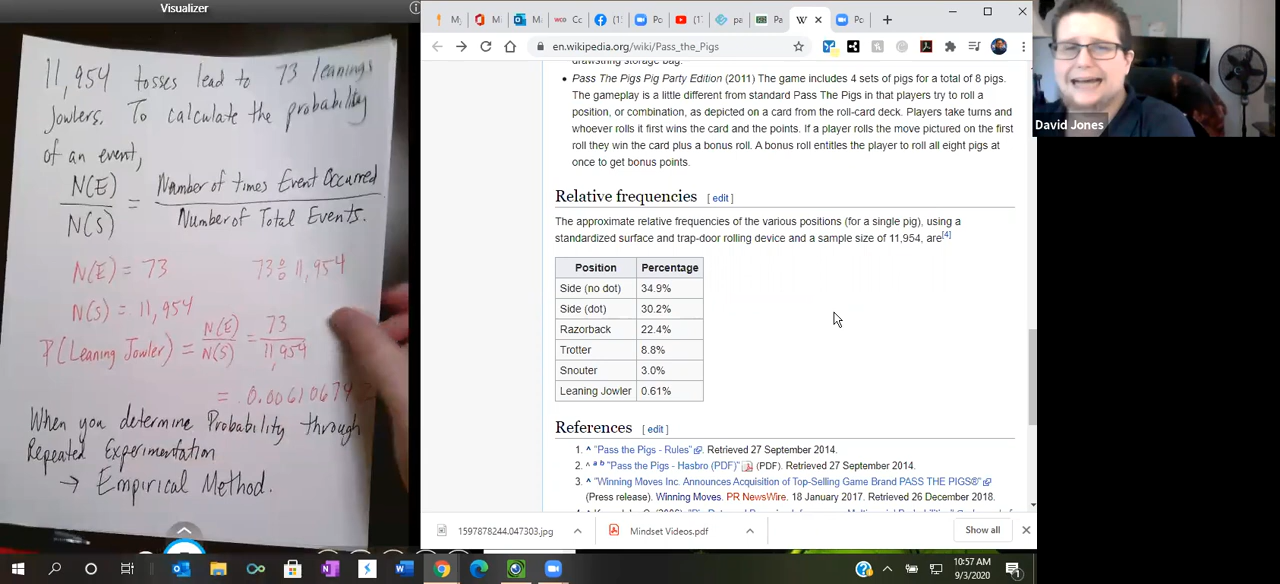 Visualizer
11,954 tosses lead to 73 leanings
Jowlers. To calculate the probability
of an event,
N(E) = Number of times Event Occurred
N(S) Number of Total Events.
N(E) = 73 73 ÷ 11,954
N(S) = 11,954
P(Leaning Jowler) = N(E) = 73
N(S) 11,954
= 0.0061067
When you determine Probability through
Repeated Experimentation
→ Empirical Method.
en.wikipedia.org/wiki/Pass_the_Pigs
drawstring storage bag.
• Pass The Pigs Pig Party Edition (2011) The game includes 4 sets of pigs for a total of 8 pigs.
The gameplay is a little different from standard Pass The Pigs in that players try to roll a
position, or combination, as depicted on a card from the roll-card deck. Players take turns and
whoever rolls it first wins the card and the points. If a player rolls the move pictured on the first
roll they win the card plus a bonus roll. A bonus roll entitles the player to roll all eight pigs at
once to get bonus points.
Relative frequencies [ edit ]
The approximate relative frequencies of the various positions (for a single pig), using a
standardized surface and trap-door rolling device and a sample size of 11,954, are[4]
Position Percentage
Side (no dot) 34.9%
Side (dot) 30.2%
Razorback 22.4%
Trotter 8.8%
Snouter 3.0%
Leaning Jowler 0.61%
References [ edit ]
1. ^ "Pass the Pigs - Rules". Retrieved 27 September 2014.
2. ^ a b "Pass the Pigs - Hasbro (PDF)" (PDF). Retrieved 27 September 2014.
3. ^ "Winning Moves Inc. Announces Acquisition of Top-Selling Game Brand PASS THE PIGS®"
(Press release). Winning Moves. PR NewsWire. 18 January 2017. Retrieved 26 December 2018.
1597878244.047303.jpg
Mindset Videos.pdf
Show all
David Jones
10:57 AM
9/3/2020